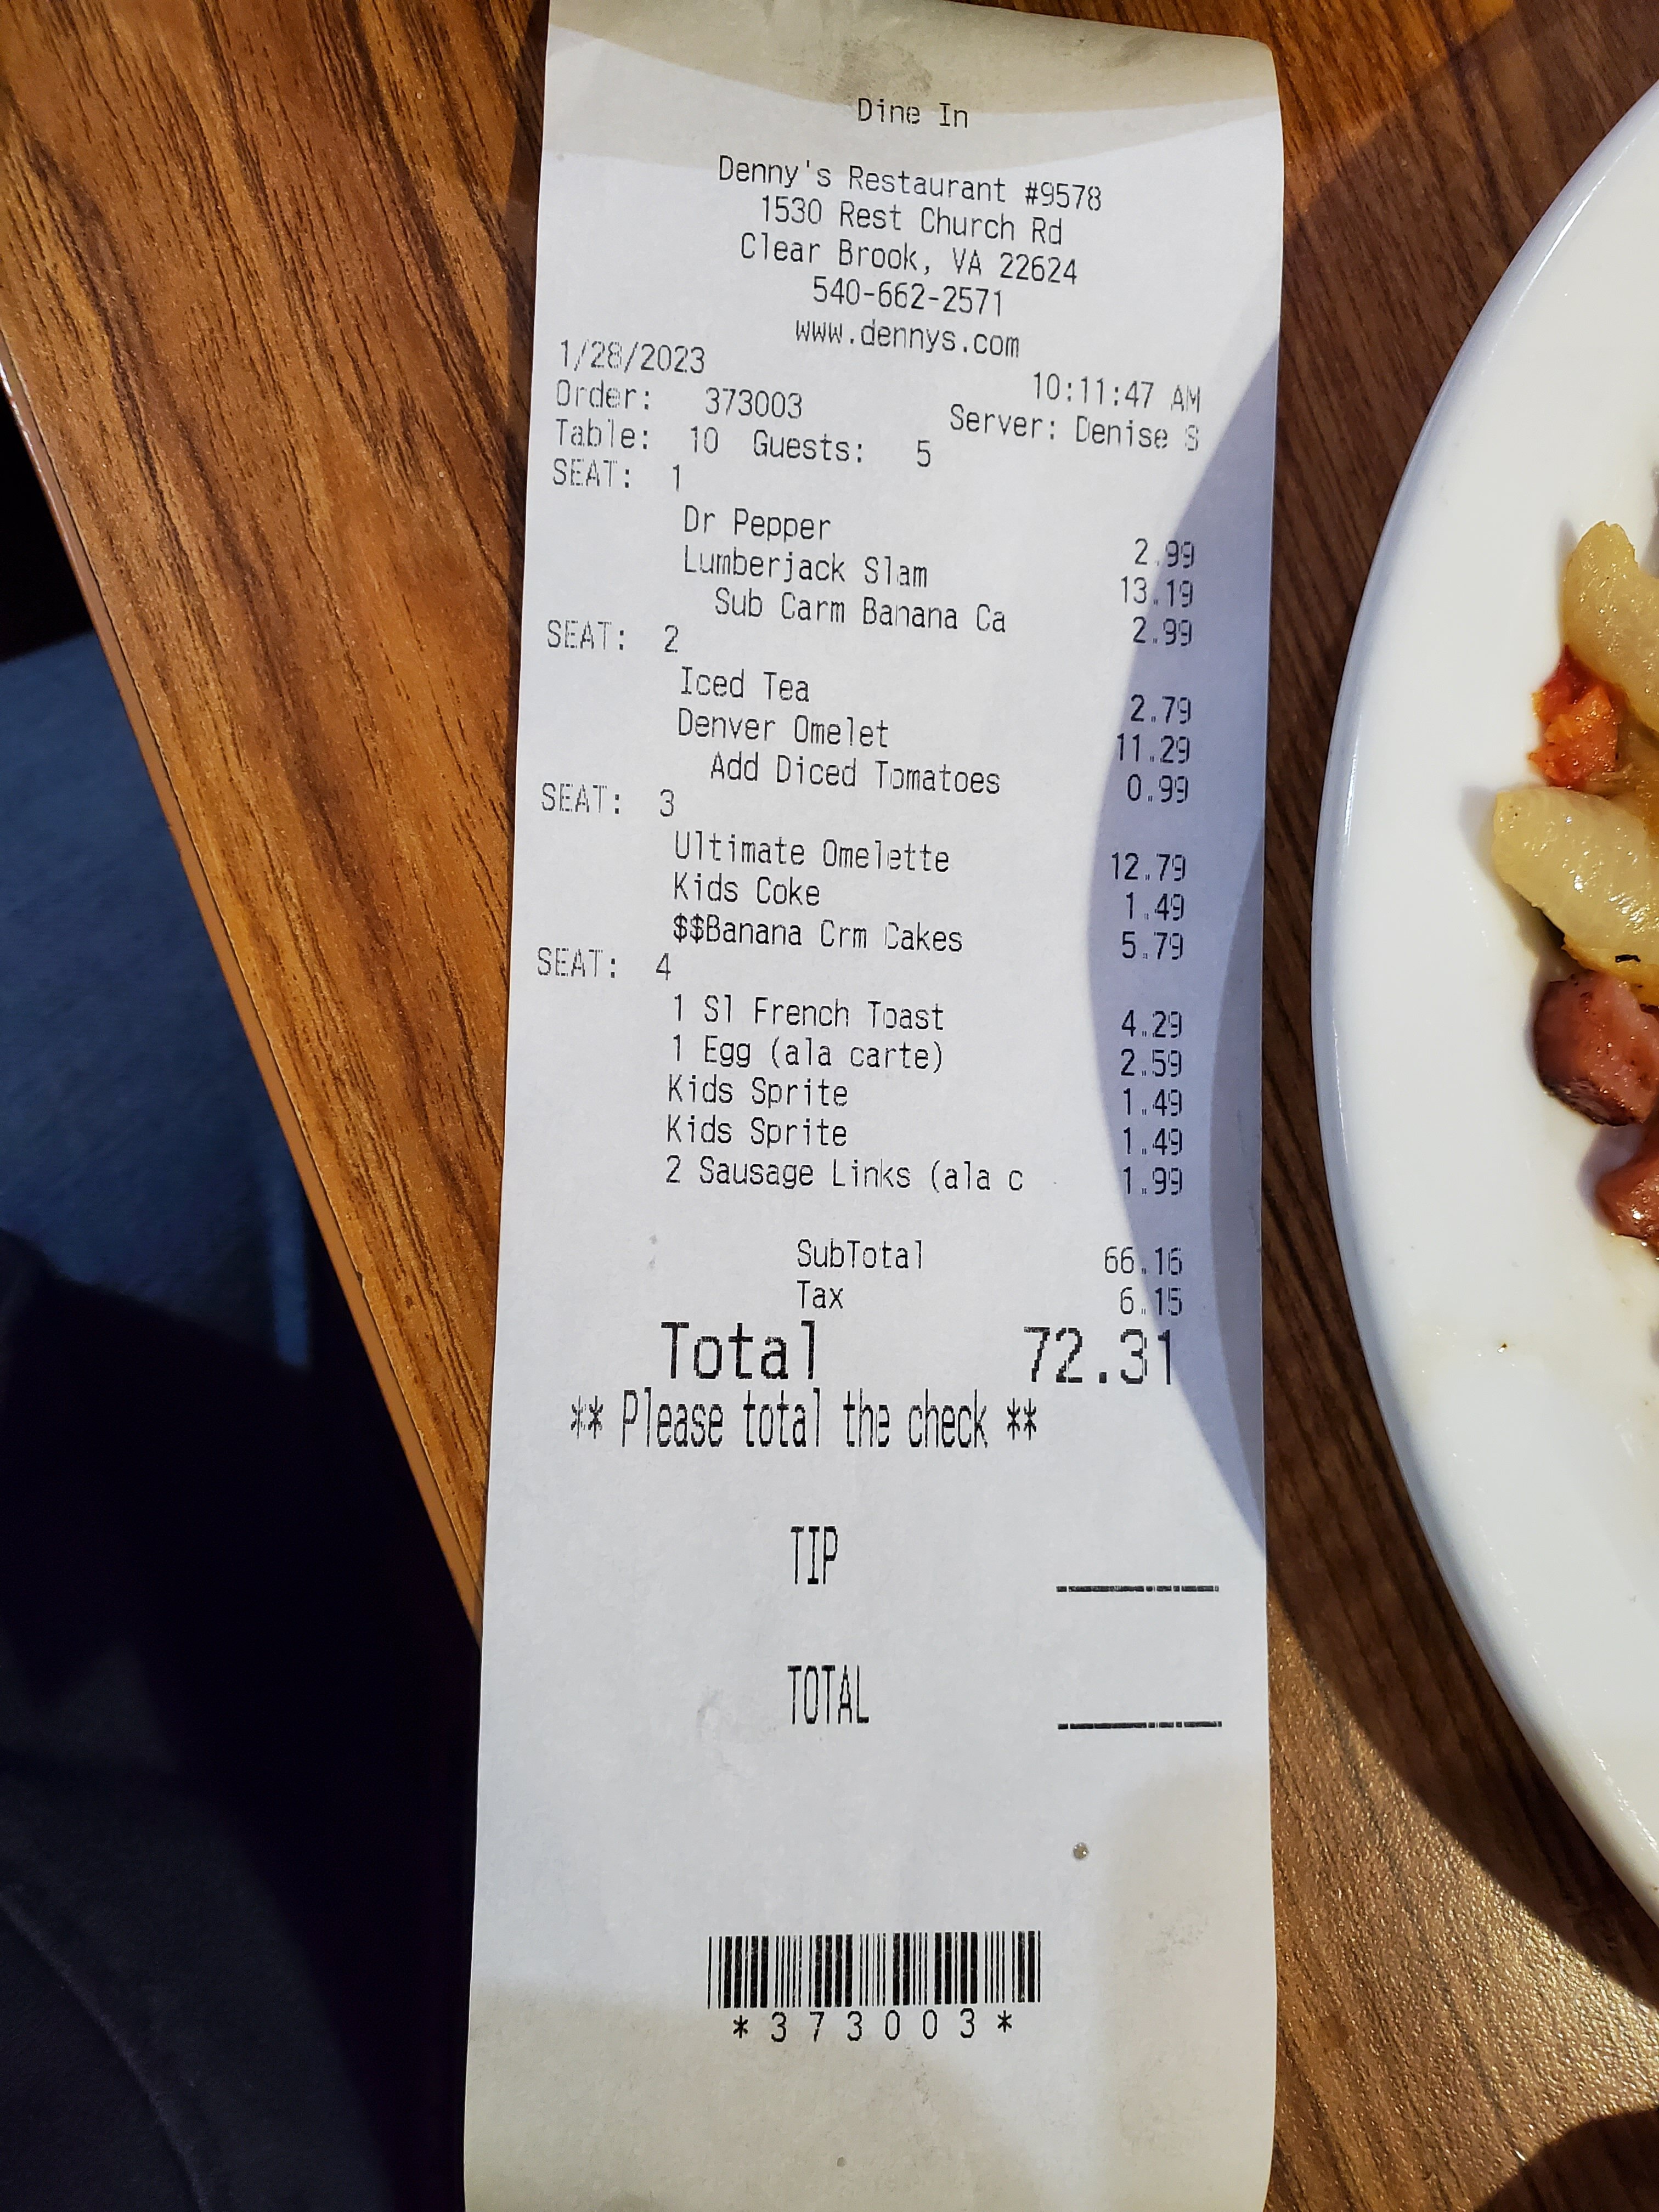 Dine In
Denny's Restaurant #9578
1530 Rest Church Rd
Clear Brook, VA 22624
540-662-2571
www.dennys.com
1/28/2023 10:11:47 AM
Order: 373003 Server: Denise S
Table: 10 Guests: 5
SEAT: 1
Dr Pepper 2.99
Lumberjack Slam 13.19
Sub Carm Banana Ca 2.99
SEAT: 2
Iced Tea 2.79
Denver Omelet 11.29
Add Diced Tomatoes 0.99
SEAT: 3
Ultimate Omelette 12.79
Kids Coke 1.49
$$Banana Crm Cakes 5.79
SEAT: 4
1 Sl French Toast 4.29
1 Egg (ala carte) 2.59
Kids Sprite 1.49
Kids Sprite 1.49
2 Sausage Links (ala c 1.99
SubTotal 66.16
Tax 6.15
Total 72.31
** Please total the check **
TIP
TOTAL
*373003*